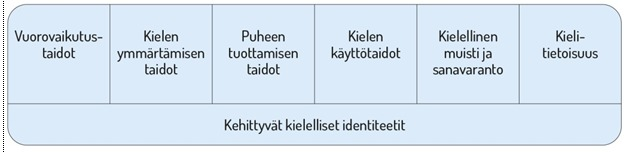 Vuorovaikutus-
taidot
Kielen
ymmärtämisen
taidot
Puheen
tuottamisen
taidot
Kielen
käyttötaidot
Kielellinen
muisti ja
sanavaranto
Kieli-
tietoisuus
Kehittyvät kielelliset identiteetit